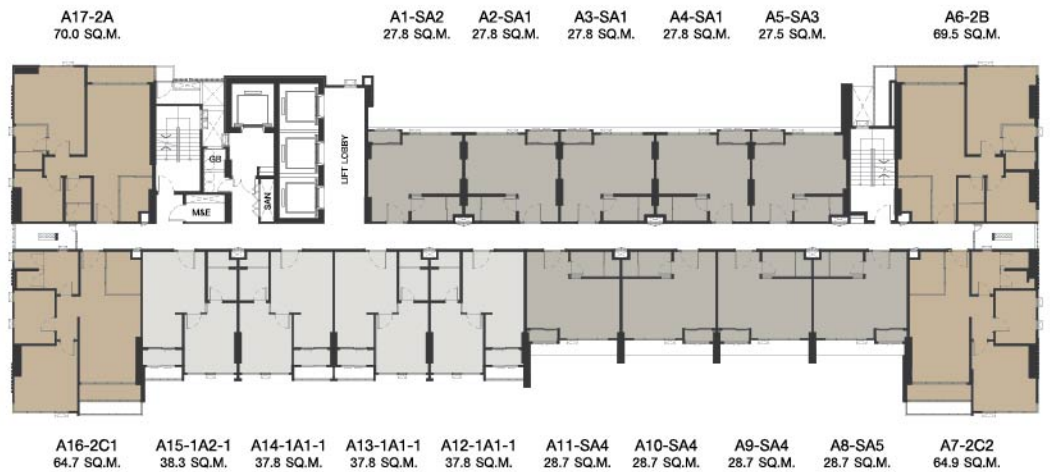 A17-2A
70.0 SQ.M.
A1-SA2
27.8 SQ.M.
A2-SA1
27.8 SQ.M.
A3-SA1
27.8 SQ.M.
A4-SA1
27.8 SQ.M.
A5-SA3
27.5 SQ.M.
A6-2B
69.5 SQ.M.
GB
LIFT LOBBY
SAN
M&E
A16-2C1
64.7 SQ.M.
A15-1A2-1
38.3 SQ.M.
A14-1A1-1
37.8 SQ.M.
A13-1A1-1
37.8 SQ.M.
A12-1A1-1
37.8 SQ.M.
A11-SA4
28.7 SQ.M.
A10-SA4
28.7 SQ.M.
A9-SA4
28.7 SQ.M.
A8-SA5
28.7 SQ.M.
A7-2C2
64.9 SQ.M.